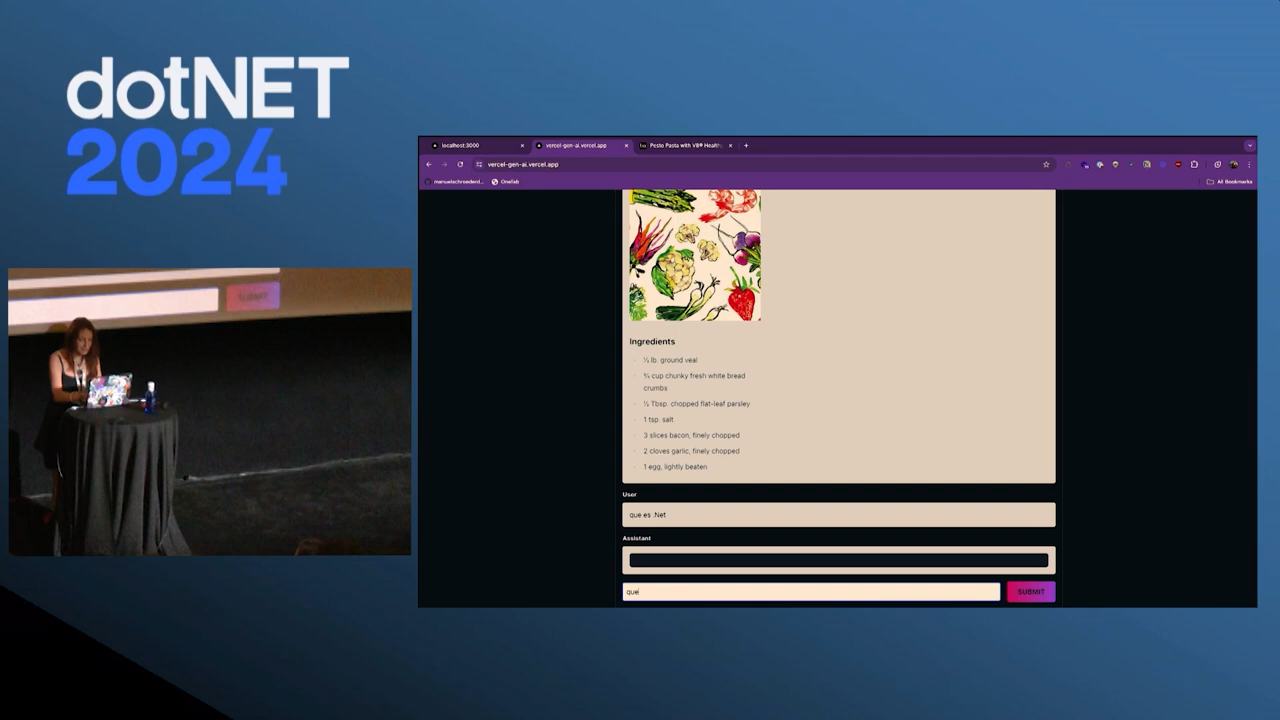 dotNET
2024
localhost:3000
vercel-gen-ai.vercel.app
Pesto Pasta with V8® Health
vercel-gen-ai.vercel.app
manuelschroederd...
Onelab
All Bookmarks
SUBMIT
Ingredients
½ lb. ground veal
¾ cup chunky fresh white bread
crumbs
½ Tbsp. chopped flat-leaf parsley
1 tsp. salt
3 slices bacon, finely chopped
2 cloves garlic, finely chopped
1 egg, lightly beaten
User
que es .Net
Assistant
que
SUBMIT